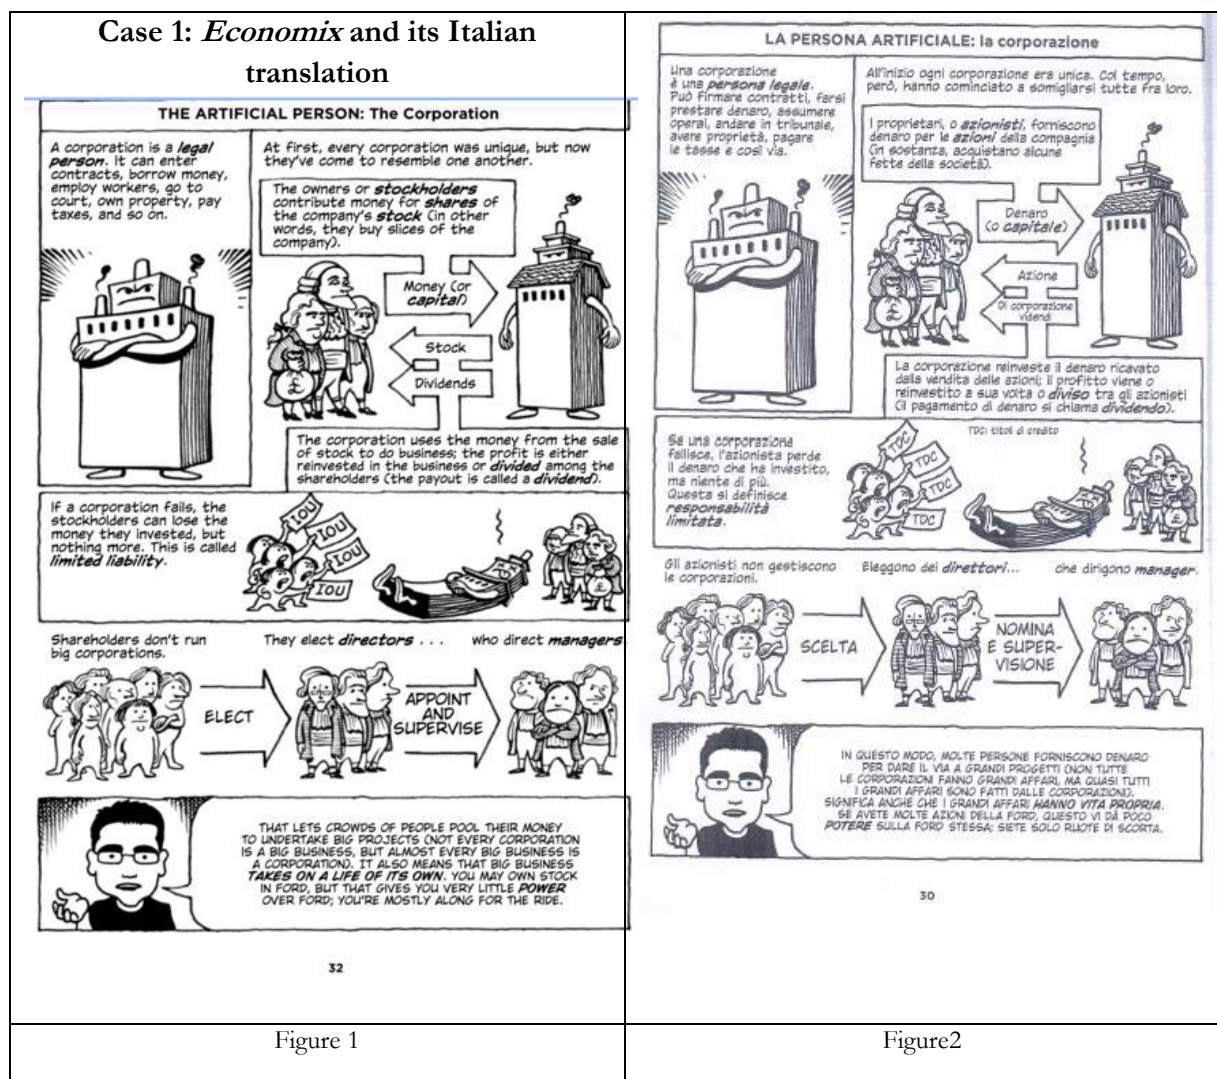 Case 1: Economix and its Italian
translation
THE ARTIFICIAL PERSON: The Corporation
A corporation is a legal
person. It can enter
contracts, borrow money,
employ workers, go to
court, own property, pay
taxes, and so on.
At first, every corporation was unique, but now
they've come to resemble one another.
The owners or stockholders
contribute money for shares of
the company's stock (in other
words, they buy slices of the
company).
Money (or
capital)
Stock
Dividends
£
The corporation uses the money from the sale
of stock to do business; the profit is either
reinvested in the business or divided among the
shareholders (the payout is called a dividend).
If a corporation fails, the
stockholders can lose the
money they invested, but
nothing more. This is called
limited liability.
IOU
IOU
IOU
IOU
£
Shareholders don't run
big corporations.
They elect directors . . .
who direct managers.
ELECT
APPOINT
AND
SUPERVISE
THAT LETS CROWDS OF PEOPLE POOL THEIR MONEY
TO UNDERTAKE BIG PROJECTS (NOT EVERY CORPORATION
IS A BIG BUSINESS, BUT ALMOST EVERY BIG BUSINESS IS
A CORPORATION). IT ALSO MEANS THAT BIG BUSINESS
TAKES ON A LIFE OF ITS OWN. YOU MAY OWN STOCK
IN FORD, BUT THAT GIVES YOU VERY LITTLE POWER
OVER FORD; YOU'RE MOSTLY ALONG FOR THE RIDE.
32
Figure 1
LA PERSONA ARTIFICIALE: la corporazione
Una corporazione
è una persona legale.
Può firmare contratti, farsi
prestare denaro, assumere
operai, andare in tribunale,
avere proprietà, pagare
le tasse e così via.
All'inizio ogni corporazione era unica. Col tempo,
però, hanno cominciato a somigliarsi tutte fra loro.
I proprietari, o azionisti, forniscono
denaro per le azioni della compagnia
(in sostanza, acquistano alcune
fette della società).
Denaro
(o capitale)
Azione
Di corporazione
videndi
£
La corporazione reinveste il denaro ricavato
dalla vendita delle azioni; il profitto viene o
reinvestito a sua volta o diviso tra gli azionisti
(il pagamento di denaro si chiama dividendo).
Se una corporazione
fallisce, l'azionista perde
il denaro che ha investito,
ma niente di più.
Questa si definisce
responsabilità
limitata.
TDC: titoli di credito
TDC
TDC
TDC
TDC
£
Gli azionisti non gestiscono
le corporazioni.
Eleggono dei direttori...
che dirigono manager.
SCELTA
NOMINA
E SUPER-
VISIONE
IN QUESTO MODO, MOLTE PERSONE FORNISCONO DENARO
PER DARE IL VIA A GRANDI PROGETTI (NON TUTTE
LE CORPORAZIONI FANNO GRANDI AFFARI, MA QUASI TUTTI
I GRANDI AFFARI SONO FATTI DALLE CORPORAZIONI).
SIGNIFICA ANCHE CHE I GRANDI AFFARI HANNO VITA PROPRIA.
SE AVETE MOLTE AZIONI DELLA FORD, QUESTO VI DÀ POCO
POTERE SULLA FORD STESSA: SIETE SOLO RUOTE DI SCORTA.
30
Figure2